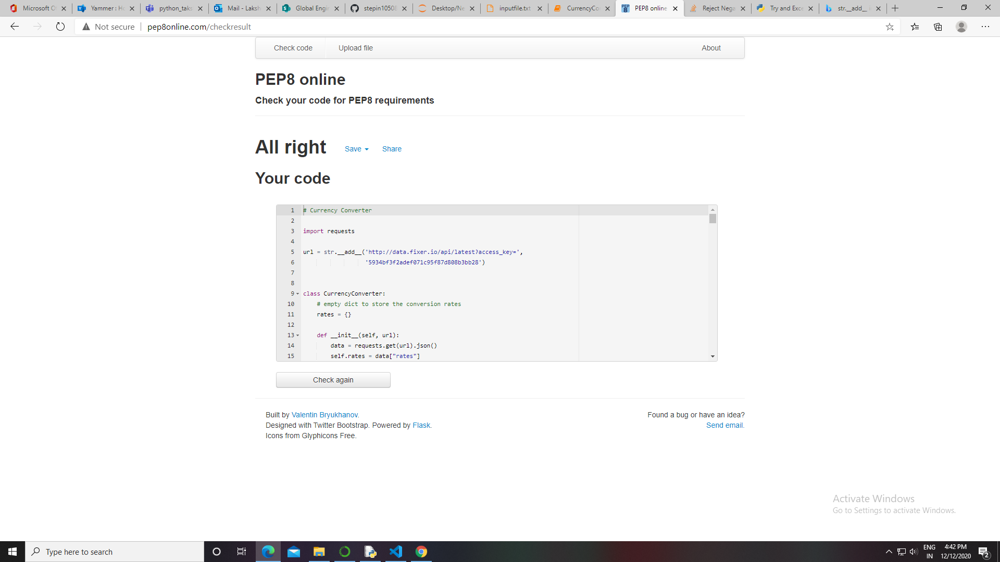 Microsoft Of
Yammer : Ho
python_taks
Mail - Laksh
Global Engin
stepin10508
Desktop/Ne
inputfile.txt
CurrencyCon
PEP8 online
Reject Nega
Try and Exce
str.__add__ i
Not secure | pep8online.com/checkresult
Check code
Upload file
About
PEP8 online
Check your code for PEP8 requirements
All right
Save
Share
Your code
1 # Currency Converter
2
3 import requests
4
5 url = str.__add__('http://data.fixer.io/api/latest?access_key=',
6 '5934bf3f2adef071c95f87d808b3bb28')
7
8
9 class CurrencyConverter:
10 # empty dict to store the conversion rates
11 rates = {}
12
13 def __init__(self, url):
14 data = requests.get(url).json()
15 self.rates = data["rates"]
Check again
Built by Valentin Bryukhanov.
Designed with Twitter Bootstrap. Powered by Flask.
Icons from Glyphicons Free.
Found a bug or have an idea?
Send email.
Activate Windows
Go to Settings to activate Windows.
Type here to search
ENG
IN
4:42 PM
12/12/2020
2